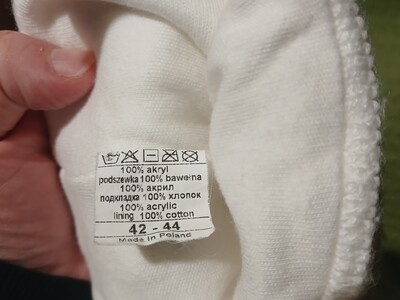 100% akryl
podszewka 100% bawełna
100% акрил
подкладка 100% хлопок
100% acrylic
lining 100% cotton
42 - 44
Made in Poland